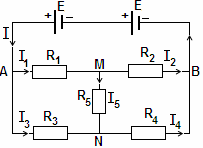 E E
+ - + -
I
I₁ R₁ M R₂ I₂
A B
R₅ I₅
I₃ R₃ R₄ I₄
N